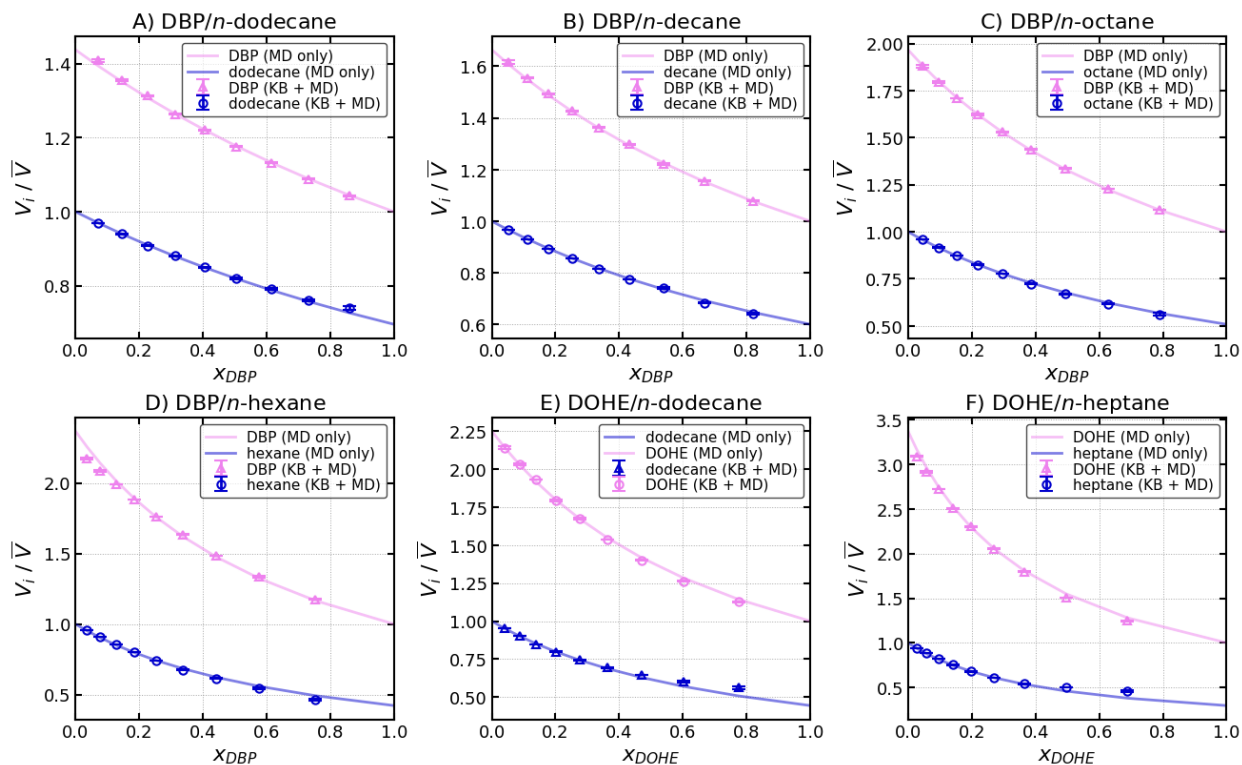 A) DBP/n-dodecane
1.4
1.2
1.0
0.8
V_i / V̅
DBP (MD only)
dodecane (MD only)
DBP (KB + MD)
dodecane (KB + MD)
0.0 0.2 0.4 0.6 0.8 1.0
x_DBP
B) DBP/n-decane
1.6
1.4
1.2
1.0
0.8
0.6
V_i / V̅
DBP (MD only)
decane (MD only)
DBP (KB + MD)
decane (KB + MD)
0.0 0.2 0.4 0.6 0.8 1.0
x_DBP
C) DBP/n-octane
2.00
1.75
1.50
1.25
1.00
0.75
0.50
V_i / V̅
DBP (MD only)
octane (MD only)
DBP (KB + MD)
octane (KB + MD)
0.0 0.2 0.4 0.6 0.8 1.0
x_DBP
D) DBP/n-hexane
2.0
1.5
1.0
0.5
V_i / V̅
DBP (MD only)
hexane (MD only)
DBP (KB + MD)
hexane (KB + MD)
0.0 0.2 0.4 0.6 0.8 1.0
x_DBP
E) DOHE/n-dodecane
2.25
2.00
1.75
1.50
1.25
1.00
0.75
0.50
V_i / V̅
dodecane (MD only)
DOHE (MD only)
dodecane (KB + MD)
DOHE (KB + MD)
0.0 0.2 0.4 0.6 0.8 1.0
x_DOHE
F) DOHE/n-heptane
3.5
3.0
2.5
2.0
1.5
1.0
0.5
V_i / V̅
DOHE (MD only)
heptane (MD only)
DOHE (KB + MD)
heptane (KB + MD)
0.0 0.2 0.4 0.6 0.8 1.0
x_DOHE